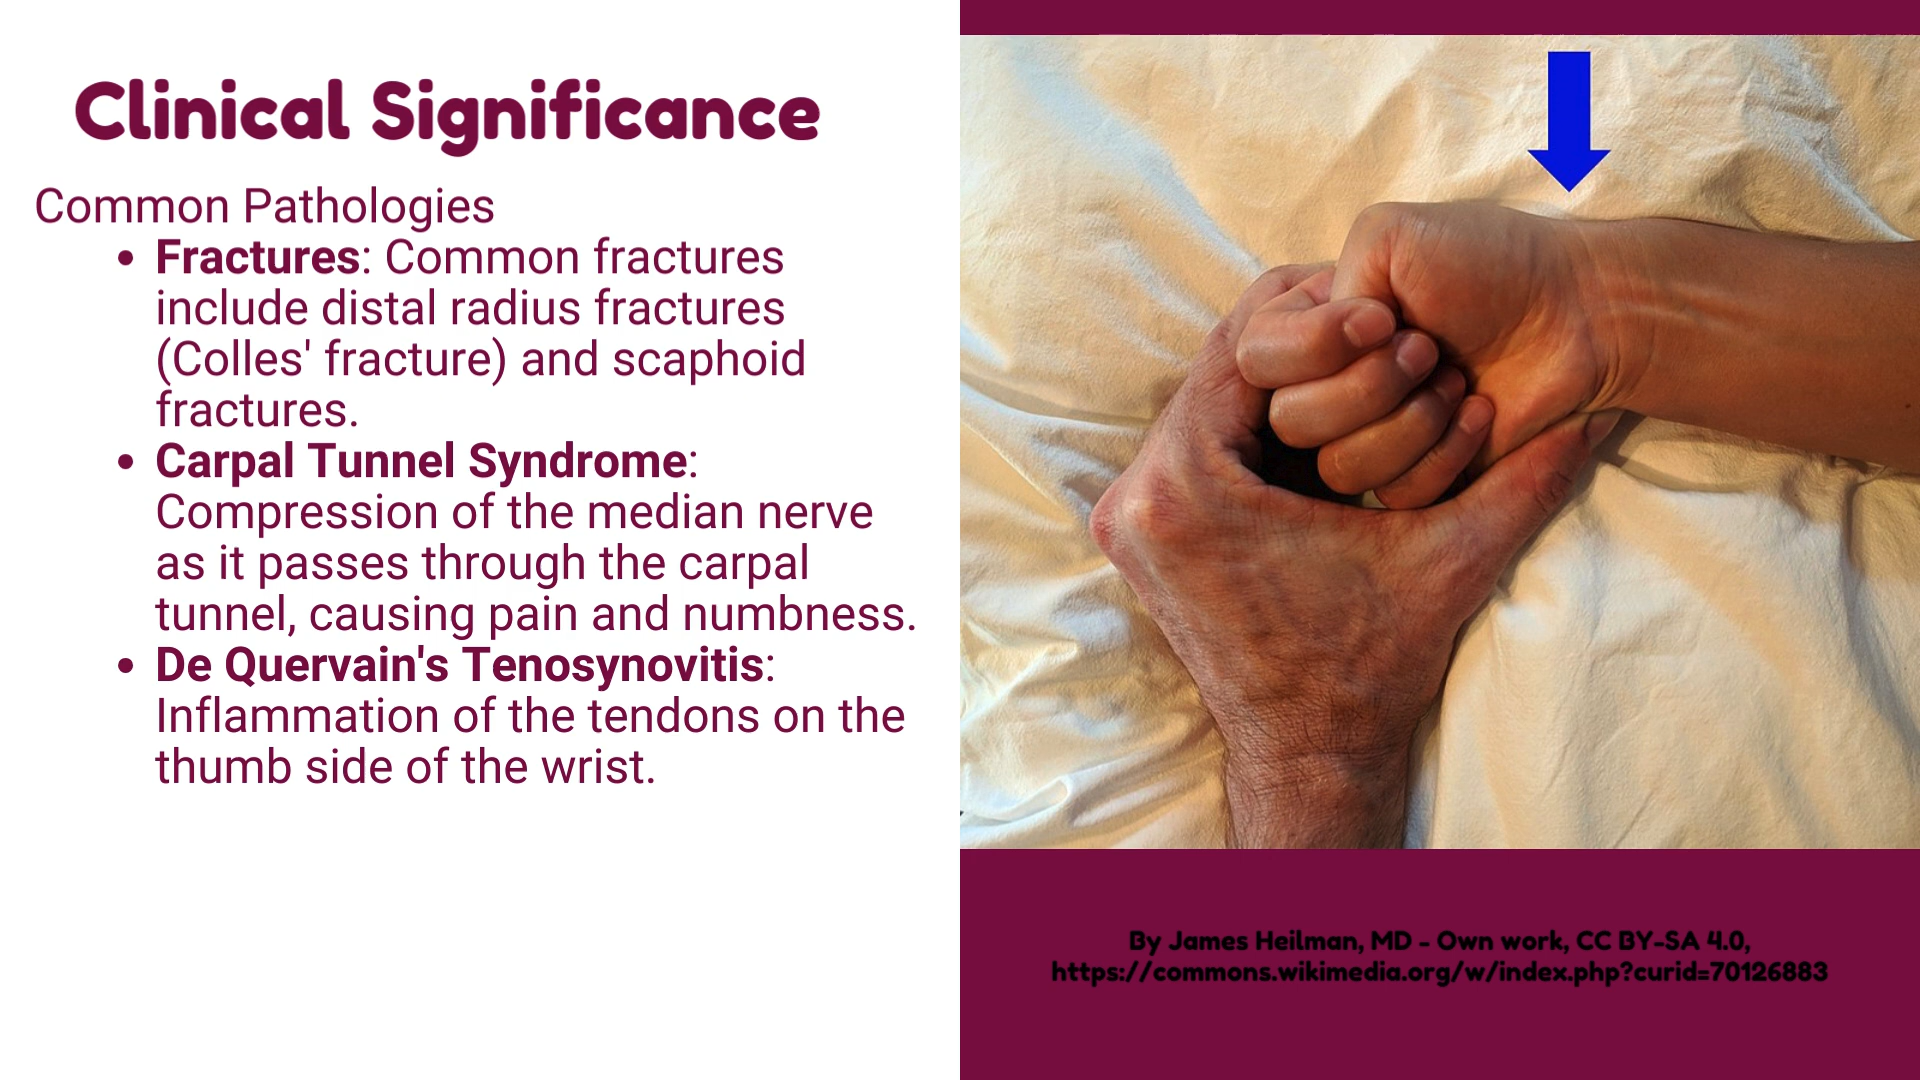 Clinical Significance
Common Pathologies
• Fractures: Common fractures
include distal radius fractures
(Colles' fracture) and scaphoid
fractures.
• Carpal Tunnel Syndrome:
Compression of the median nerve
as it passes through the carpal
tunnel, causing pain and numbness.
• De Quervain's Tenosynovitis:
Inflammation of the tendons on the
thumb side of the wrist.
By James Heilman, MD - Own work, CC BY-SA 4.0,
https://commons.wikimedia.org/w/index.php?curid=70126883